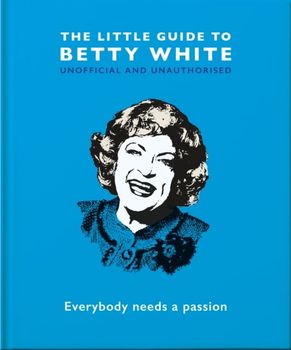 THE LITTLE GUIDE TO
BETTY WHITE
UNOFFICIAL AND UNAUTHORISED
Everybody needs a passion